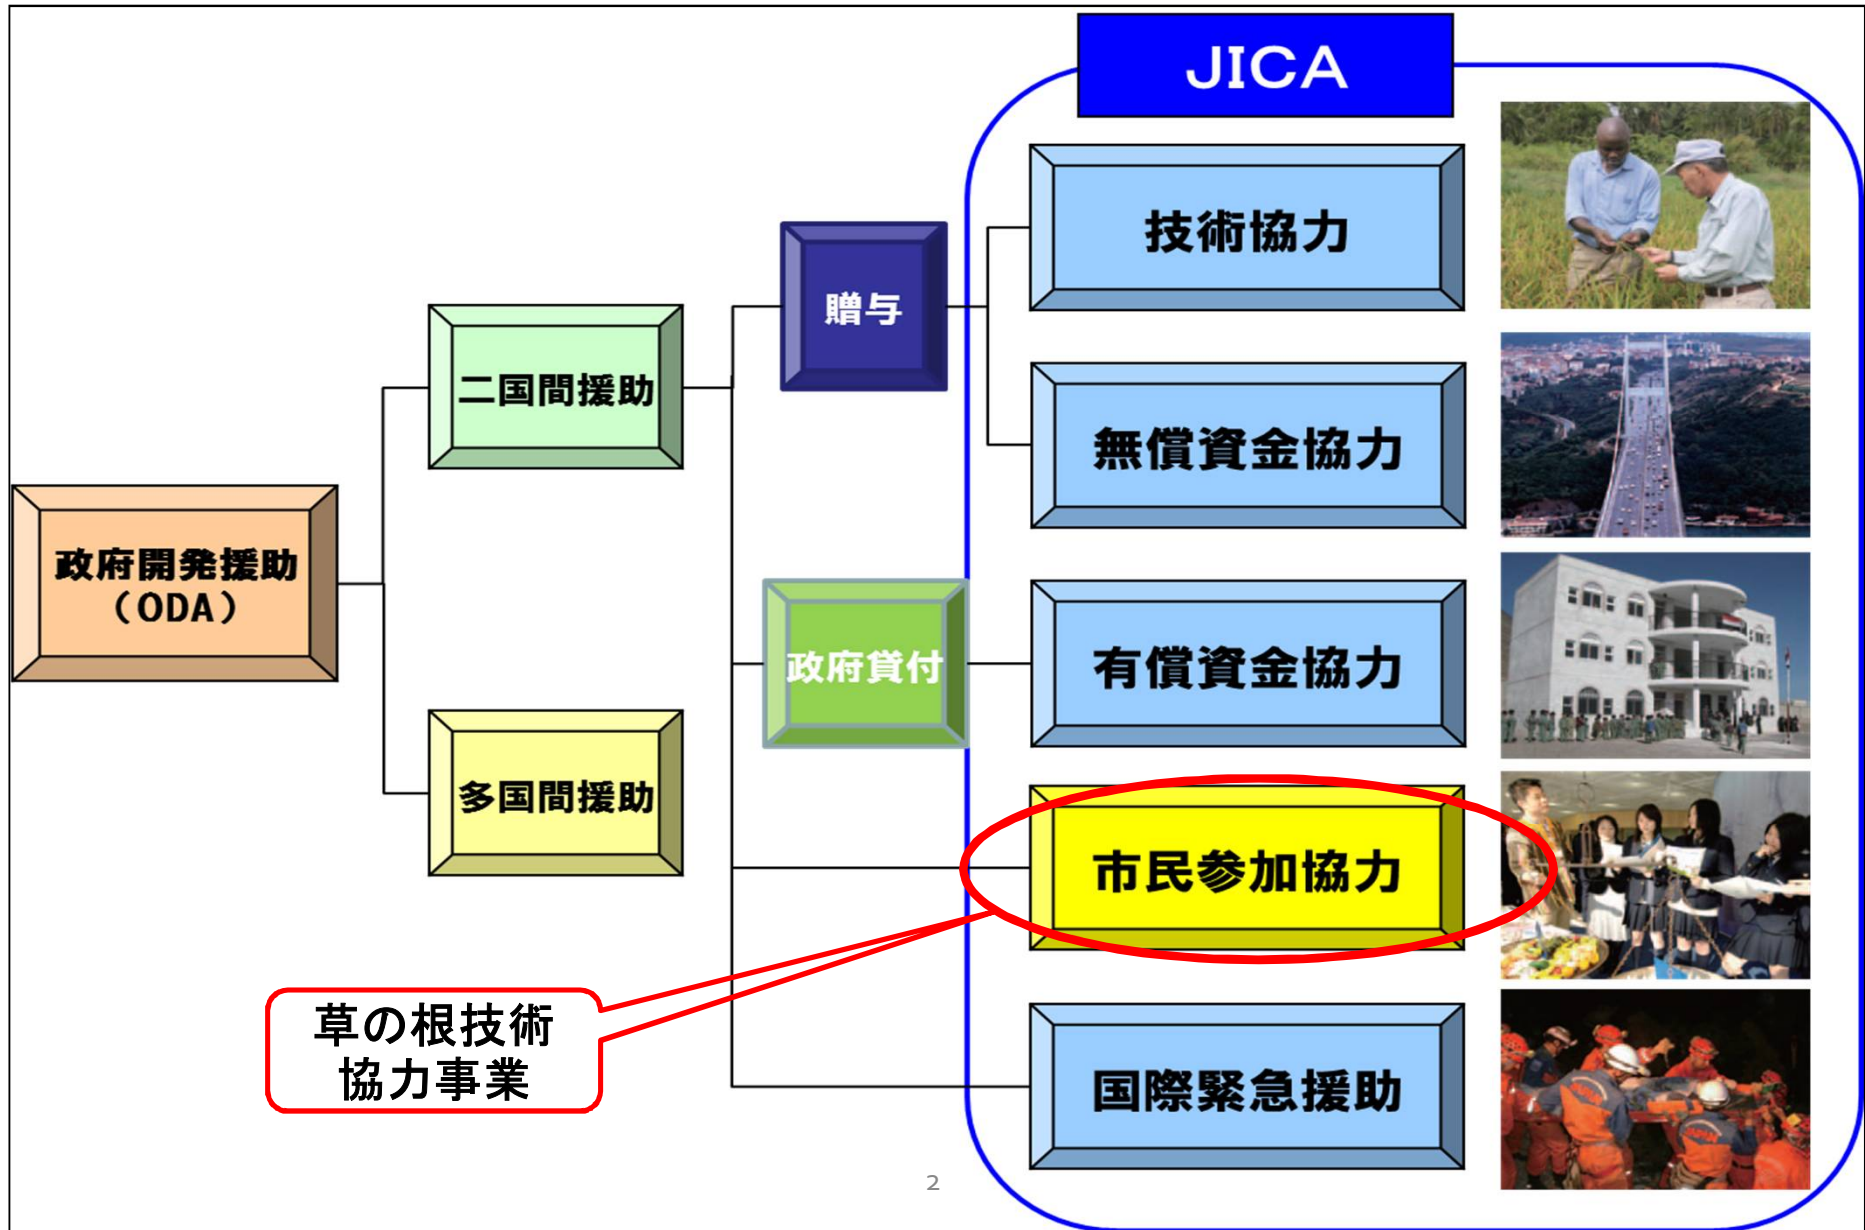 JICA
技術協力
贈与
二国間援助
無償資金協力
政府開発援助
（ODA）
政府貸付
有償資金協力
多国間援助
市民参加協力
草の根技術
協力事業
国際緊急援助
2